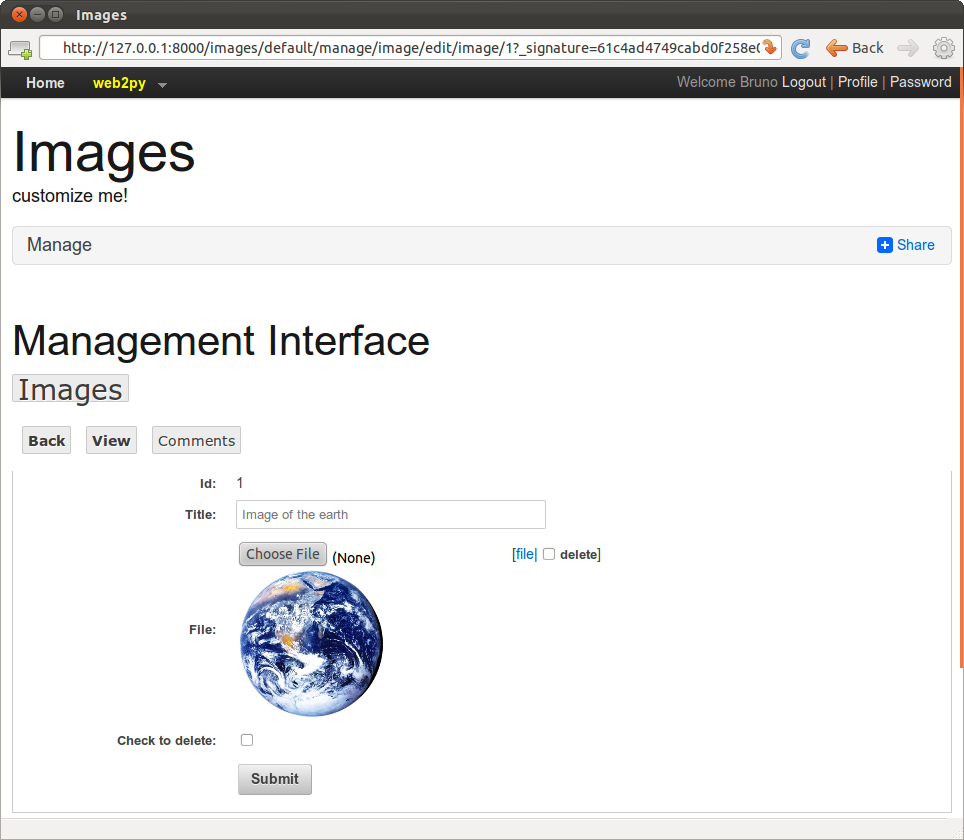 Images
http://127.0.0.1:8000/images/default/manage/image/edit/image/1?_signature=61c4ad4749cabd0f258e Back
Home web2py Welcome Bruno Logout | Profile | Password
Images
customize me!
Manage Share
Management Interface
Images
Back View Comments
Id: 1
Title: Image of the earth
Choose File (None) [file| delete]
File:
Check to delete:
Submit